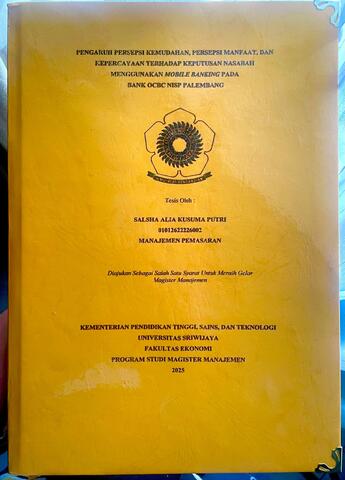 PENGARUH PERSEPSI KEMUDAHAN, PERSEPSI MANFAAT, DAN
KEPERCAYAAN TERHADAP KEPUTUSAN NASABAH
MENGGUNAKAN MOBILE BANKING PADA
BANK OCBC NISP PALEMBANG
Tesis Oleh :
SALSHA ALIA KUSUMA PUTRI
01012622226002
MANAJEMEN PEMASARAN
Diajukan Sebagai Salah Satu Syarat Untuk Meraih Gelar
Magister Manajemen
KEMENTERIAN PENDIDIKAN TINGGI, SAINS, DAN TEKNOLOGI
UNIVERSITAS SRIWIJAYA
FAKULTAS EKONOMI
PROGRAM STUDI MAGISTER MANAJEMEN
2025